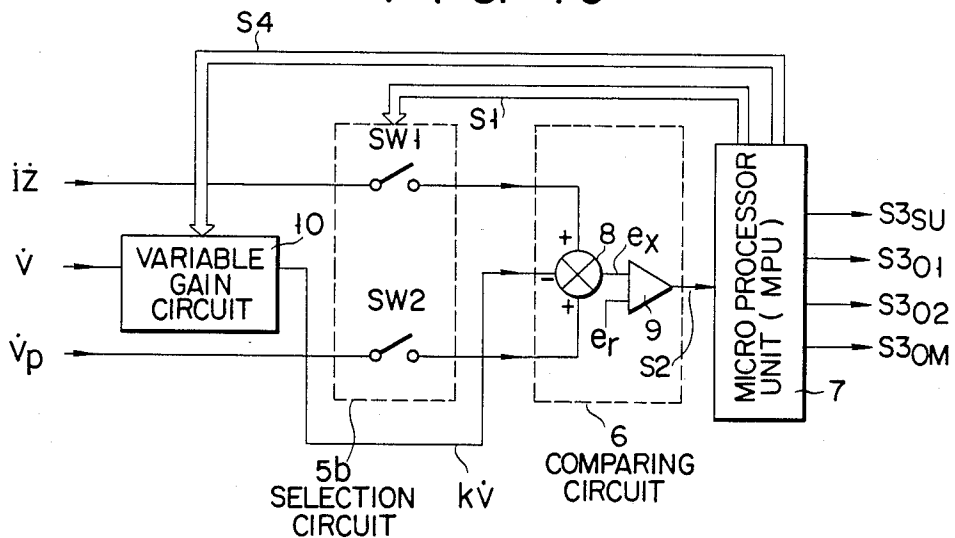 S4
S1
SW1
İŻ
V̇
V̇p
10
VARIABLE
GAIN
CIRCUIT
SW2
+
-
+
8
ex
er
9
S2
MICRO PROCESSOR
UNIT ( MPU )
7
S3SU
S3O1
S3O2
S3OM
5b
SELECTION
CIRCUIT
kV̇
6
COMPARING
CIRCUIT